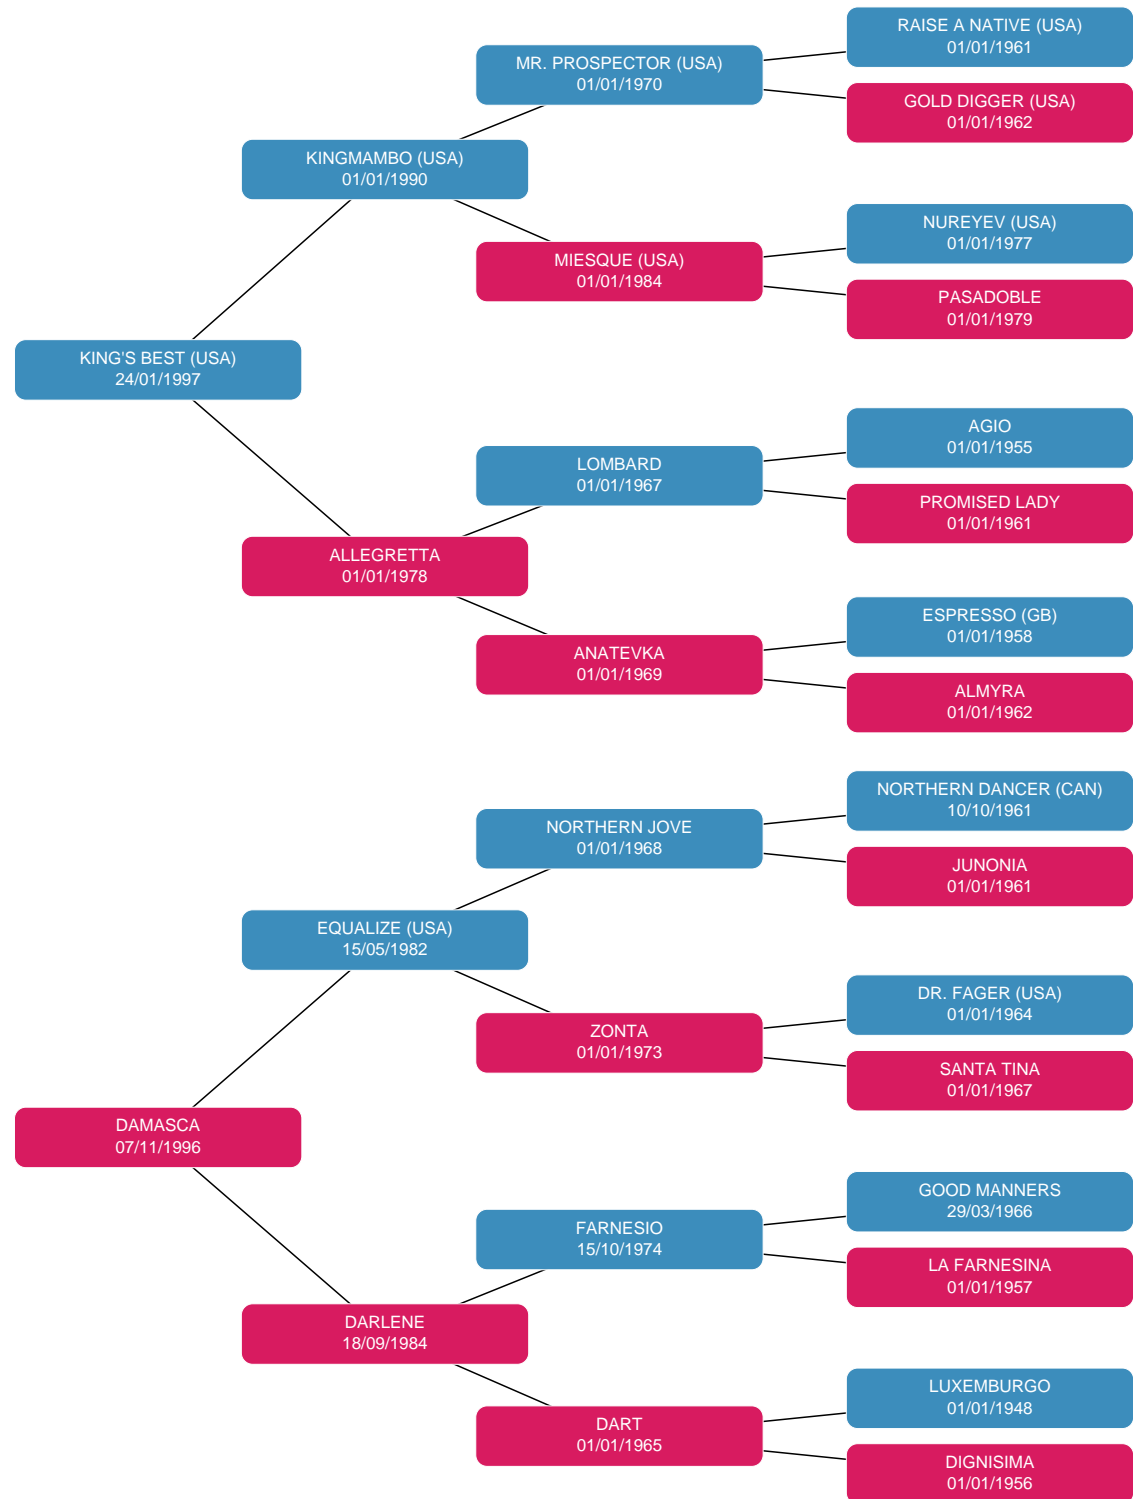 RAISE A NATIVE (USA)
01/01/1961
MR. PROSPECTOR (USA)
01/01/1970
GOLD DIGGER (USA)
01/01/1962
KINGMAMBO (USA)
01/01/1990
NUREYEV (USA)
01/01/1977
MIESQUE (USA)
01/01/1984
PASADOBLE
01/01/1979
KING'S BEST (USA)
24/01/1997
AGIO
01/01/1955
LOMBARD
01/01/1967
PROMISED LADY
01/01/1961
ALLEGRETTA
01/01/1978
ESPRESSO (GB)
01/01/1958
ANATEVKA
01/01/1969
ALMYRA
01/01/1962
NORTHERN DANCER (CAN)
10/10/1961
NORTHERN JOVE
01/01/1968
JUNONIA
01/01/1961
EQUALIZE (USA)
15/05/1982
DR. FAGER (USA)
01/01/1964
ZONTA
01/01/1973
SANTA TINA
01/01/1967
DAMASCA
07/11/1996
GOOD MANNERS
29/03/1966
FARNESIO
15/10/1974
LA FARNESINA
01/01/1957
DARLENE
18/09/1984
LUXEMBURGO
01/01/1948
DART
01/01/1965
DIGNISIMA
01/01/1956